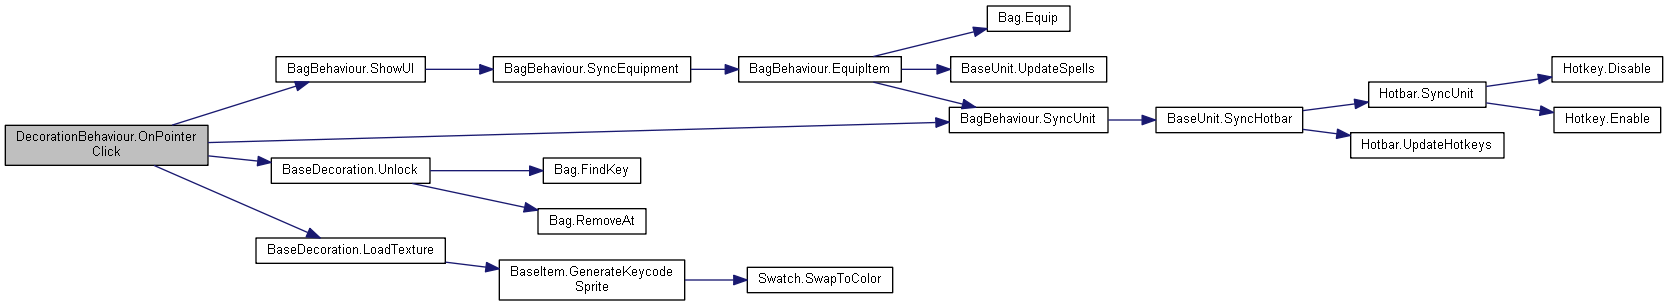 Bag.Equip
BagBehaviour.ShowUI
BagBehaviour.SyncEquipment
BagBehaviour.EquipItem
BaseUnit.UpdateSpells
Hotkey.Disable
Hotbar.SyncUnit
DecorationBehaviour.OnPointer
Click
BagBehaviour.SyncUnit
BaseUnit.SyncHotbar
Hotkey.Enable
Hotbar.UpdateHotkeys
BaseDecoration.Unlock
Bag.FindKey
Bag.RemoveAt
BaseDecoration.LoadTexture
BaseItem.GenerateKeycode
Sprite
Swatch.SwapToColor